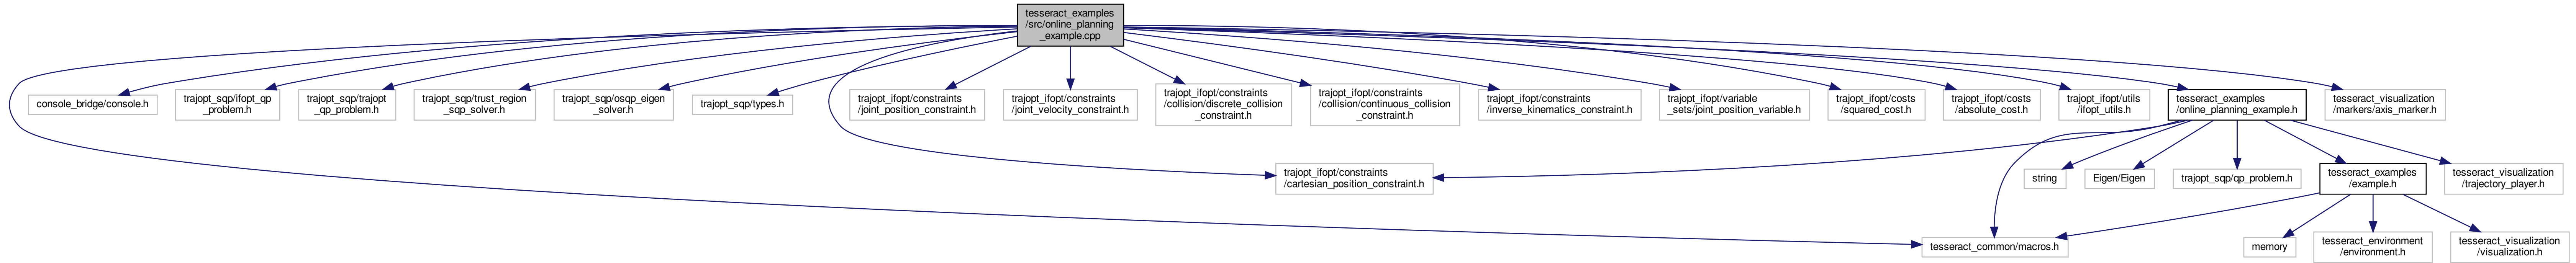 tesseract_examples
/src/online_planning
_example.cpp
console_bridge/console.h
trajopt_sqp/ifopt_qp
_problem.h
trajopt_sqp/trajopt
_qp_problem.h
trajopt_sqp/trust_region
_sqp_solver.h
trajopt_sqp/osqp_eigen
_solver.h
trajopt_sqp/types.h
trajopt_ifopt/constraints
/joint_position_constraint.h
trajopt_ifopt/constraints
/joint_velocity_constraint.h
trajopt_ifopt/constraints
/collision/discrete_collision
_constraint.h
trajopt_ifopt/constraints
/collision/continuous_collision
_constraint.h
trajopt_ifopt/constraints
/inverse_kinematics_constraint.h
trajopt_ifopt/variable
_sets/joint_position_variable.h
trajopt_ifopt/costs
/squared_cost.h
trajopt_ifopt/costs
/absolute_cost.h
trajopt_ifopt/utils
/ifopt_utils.h
tesseract_examples
/online_planning_example.h
tesseract_visualization
/markers/axis_marker.h
trajopt_ifopt/constraints
/cartesian_position_constraint.h
string
Eigen/Eigen
trajopt_sqp/qp_problem.h
tesseract_examples
/example.h
tesseract_visualization
/trajectory_player.h
tesseract_common/macros.h
memory
tesseract_environment
/environment.h
tesseract_visualization
/visualization.h